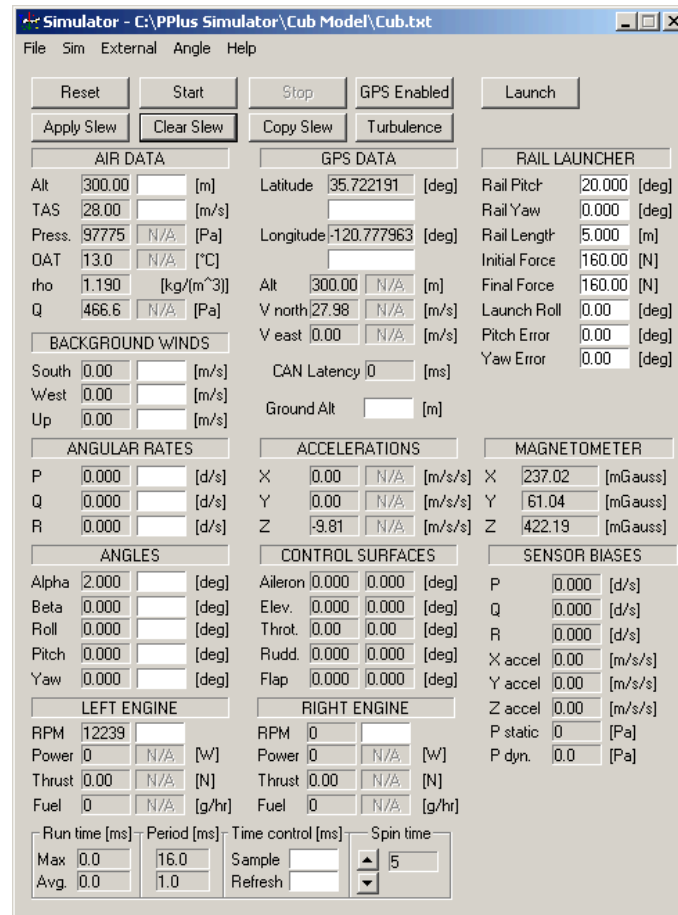 Simulator - C:\PPlus Simulator\Cub Model\Cub.txt
File Sim External Angle Help
Reset Start Stop GPS Enabled Launch
Apply Slew Clear Slew Copy Slew Turbulence
AIR DATA
Alt 300.00 [m]
TAS 28.00 [m/s]
Press. 97775 N/A [Pa]
OAT 13.0 N/A [°C]
rho 1.190 [kg/(m^3)]
Q 466.6 N/A [Pa]
GPS DATA
Latitude 35.722191 [deg]
Longitude -120.777963 [deg]
Alt 300.00 N/A [m]
V north 27.98 N/A [m/s]
V east 0.00 N/A [m/s]
CAN Latency 0 [ms]
Ground Alt [m]
RAIL LAUNCHER
Rail Pitch 20.000 [deg]
Rail Yaw 0.000 [deg]
Rail Length 5.000 [m]
Initial Force 160.00 [N]
Final Force 160.00 [N]
Launch Roll 0.00 [deg]
Pitch Error 0.00 [deg]
Yaw Error 0.00 [deg]
BACKGROUND WINDS
South 0.00 [m/s]
West 0.00 [m/s]
Up 0.00 [m/s]
ANGULAR RATES
P 0.000 [d/s]
Q 0.000 [d/s]
R 0.000 [d/s]
ACCELERATIONS
X 0.00 N/A [m/s/s]
Y 0.00 N/A [m/s/s]
Z -9.81 N/A [m/s/s]
MAGNETOMETER
X 237.02 [mGauss]
Y 61.04 [mGauss]
Z 422.19 [mGauss]
ANGLES
Alpha 2.000 [deg]
Beta 0.000 [deg]
Roll 0.000 [deg]
Pitch 0.000 [deg]
Yaw 0.000 [deg]
CONTROL SURFACES
Aileron 0.000 0.000 [deg]
Elev. 0.000 0.000 [deg]
Throt. 0.00 0.00 [deg]
Rudd. 0.000 0.000 [deg]
Flap 0.000 0.000 [deg]
SENSOR BIASES
P 0.000 [d/s]
Q 0.000 [d/s]
R 0.000 [d/s]
X accel 0.00 [m/s/s]
Y accel 0.00 [m/s/s]
Z accel 0.00 [m/s/s]
P static 0 [Pa]
P dyn. 0.0 [Pa]
LEFT ENGINE
RPM 12239
Power 0 N/A [W]
Thrust 0.00 N/A [N]
Fuel 0 N/A [g/hr]
RIGHT ENGINE
RPM 0
Power 0 N/A [W]
Thrust 0.00 N/A [N]
Fuel 0 N/A [g/hr]
Run time [ms] Period [ms] Time control [ms] Spin time
Max 0.0 16.0 Sample 5
Avg. 0.0 1.0 Refresh